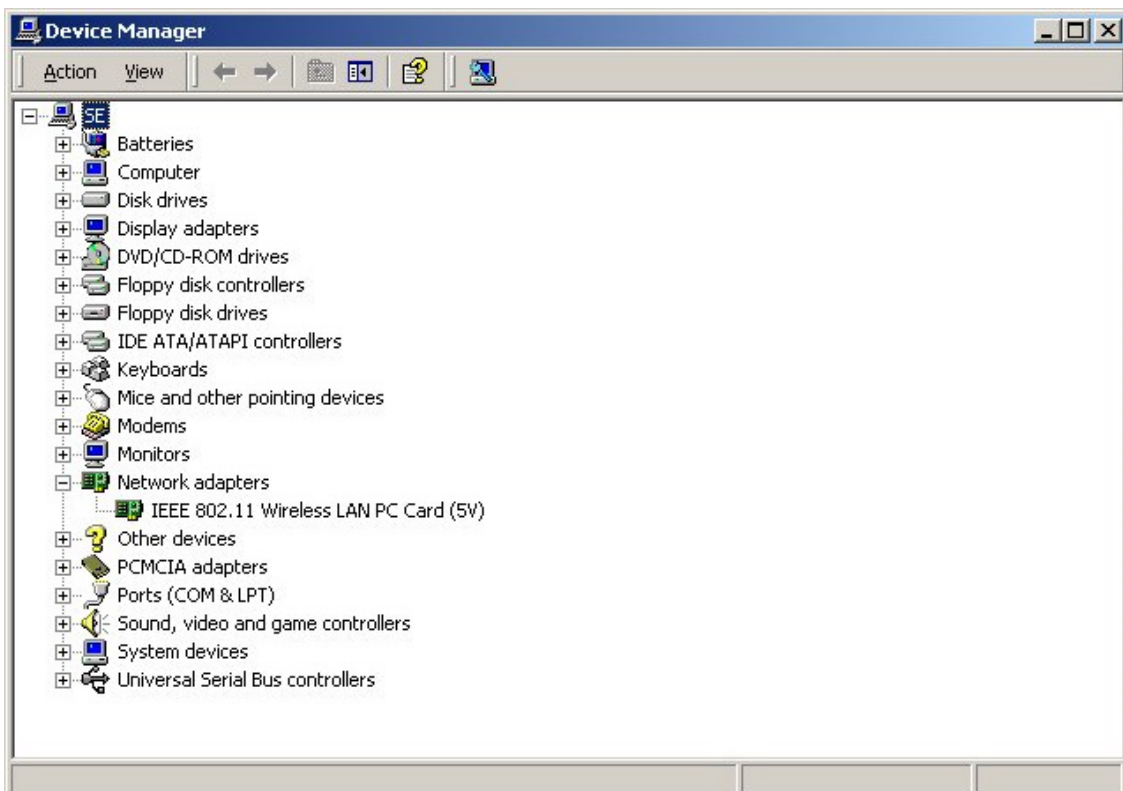 Device Manager
Action View
SE
Batteries
Computer
Disk drives
Display adapters
DVD/CD-ROM drives
Floppy disk controllers
Floppy disk drives
IDE ATA/ATAPI controllers
Keyboards
Mice and other pointing devices
Modems
Monitors
Network adapters
IEEE 802.11 Wireless LAN PC Card (5V)
Other devices
PCMCIA adapters
Ports (COM & LPT)
Sound, video and game controllers
System devices
Universal Serial Bus controllers